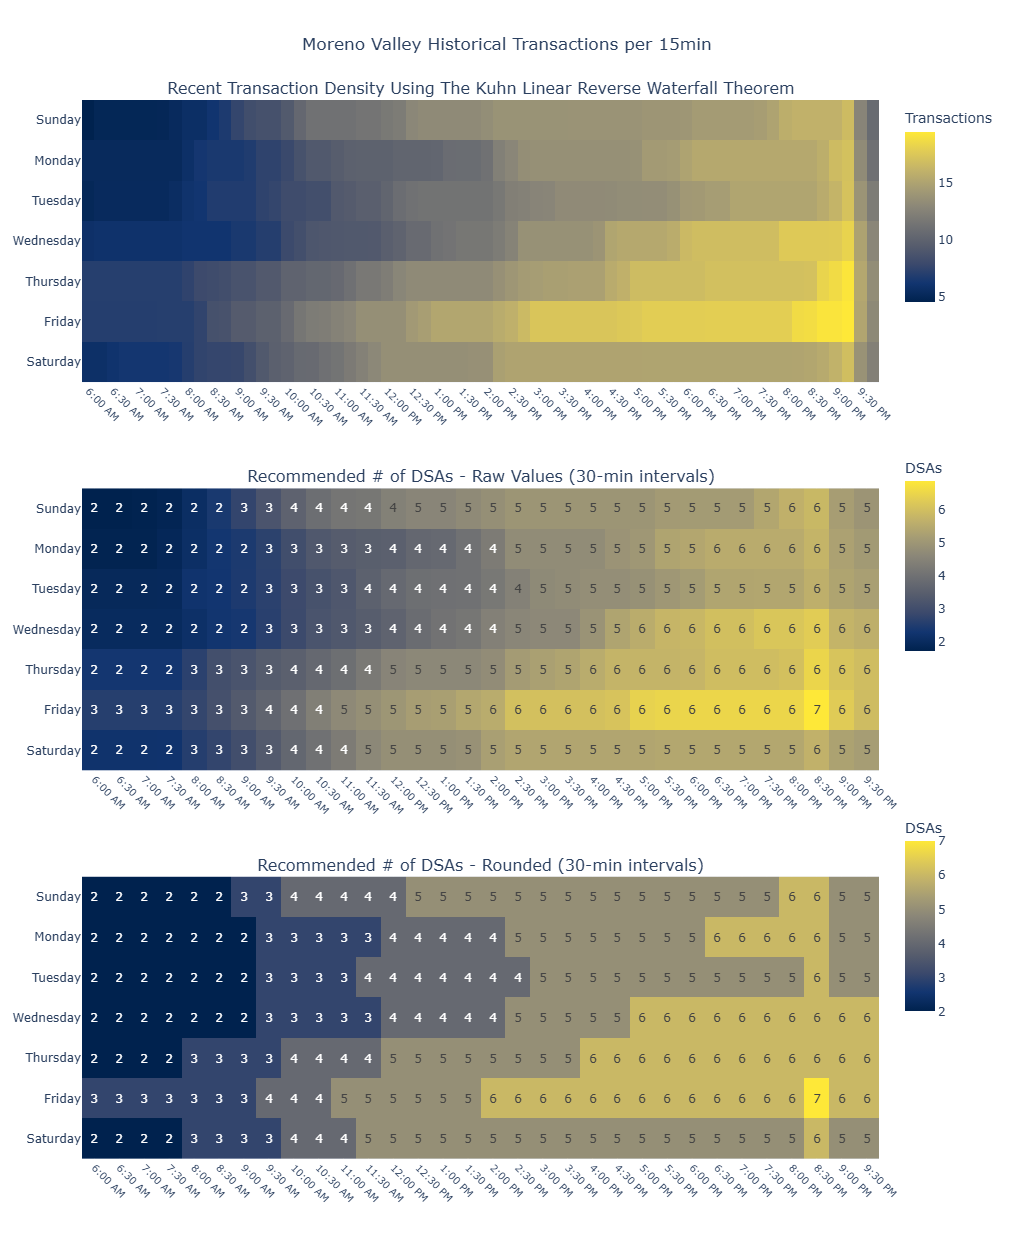 Moreno Valley Historical Transactions per 15min
Recent Transaction Density Using The Kuhn Linear Reverse Waterfall Theorem
Sunday
Monday
Tuesday
Wednesday
Thursday
Friday
Saturday
6:00 AM 6:30 AM 7:00 AM 7:30 AM 8:00 AM 8:30 AM 9:00 AM 9:30 AM 10:00 AM 10:30 AM 11:00 AM 11:30 AM 12:00 PM 12:30 PM 1:00 PM 1:30 PM 2:00 PM 2:30 PM 3:00 PM 3:30 PM 4:00 PM 4:30 PM 5:00 PM 5:30 PM 6:00 PM 6:30 PM 7:00 PM 7:30 PM 8:00 PM 8:30 PM 9:00 PM 9:30 PM
Transactions
15
10
5
Recommended # of DSAs - Raw Values (30-min intervals)
Sunday 2 2 2 2 2 2 3 3 4 4 4 4 4 5 5 5 5 5 5 5 5 5 5 5 5 5 5 5 6 6 5 5
Monday 2 2 2 2 2 2 2 3 3 3 3 3 4 4 4 4 4 5 5 5 5 5 5 5 5 6 6 6 6 6 5 5
Tuesday 2 2 2 2 2 2 2 3 3 3 3 4 4 4 4 4 4 4 5 5 5 5 5 5 5 5 5 5 5 6 5 5
Wednesday 2 2 2 2 2 2 2 3 3 3 3 3 4 4 4 4 4 5 5 5 5 5 6 6 6 6 6 6 6 6 6 6
Thursday 2 2 2 2 3 3 3 3 4 4 4 4 5 5 5 5 5 5 5 5 6 6 6 6 6 6 6 6 6 6 6 6
Friday 3 3 3 3 3 3 3 4 4 4 5 5 5 5 5 5 6 6 6 6 6 6 6 6 6 6 6 6 6 7 6 6
Saturday 2 2 2 2 3 3 3 3 4 4 4 5 5 5 5 5 5 5 5 5 5 5 5 5 5 5 5 5 5 6 5 5
6:00 AM 6:30 AM 7:00 AM 7:30 AM 8:00 AM 8:30 AM 9:00 AM 9:30 AM 10:00 AM 10:30 AM 11:00 AM 11:30 AM 12:00 PM 12:30 PM 1:00 PM 1:30 PM 2:00 PM 2:30 PM 3:00 PM 3:30 PM 4:00 PM 4:30 PM 5:00 PM 5:30 PM 6:00 PM 6:30 PM 7:00 PM 7:30 PM 8:00 PM 8:30 PM 9:00 PM 9:30 PM
DSAs
6
5
4
3
2
Recommended # of DSAs - Rounded (30-min intervals)
Sunday 2 2 2 2 2 2 3 3 4 4 4 4 4 5 5 5 5 5 5 5 5 5 5 5 5 5 5 5 6 6 5 5
Monday 2 2 2 2 2 2 2 3 3 3 3 3 4 4 4 4 4 5 5 5 5 5 5 5 5 6 6 6 6 6 5 5
Tuesday 2 2 2 2 2 2 2 3 3 3 3 4 4 4 4 4 4 4 5 5 5 5 5 5 5 5 5 5 5 6 5 5
Wednesday 2 2 2 2 2 2 2 3 3 3 3 3 4 4 4 4 4 5 5 5 5 5 6 6 6 6 6 6 6 6 6 6
Thursday 2 2 2 2 3 3 3 3 4 4 4 4 5 5 5 5 5 5 5 5 6 6 6 6 6 6 6 6 6 6 6 6
Friday 3 3 3 3 3 3 3 4 4 4 5 5 5 5 5 5 6 6 6 6 6 6 6 6 6 6 6 6 6 7 6 6
Saturday 2 2 2 2 3 3 3 3 4 4 4 5 5 5 5 5 5 5 5 5 5 5 5 5 5 5 5 5 5 6 5 5
6:00 AM 6:30 AM 7:00 AM 7:30 AM 8:00 AM 8:30 AM 9:00 AM 9:30 AM 10:00 AM 10:30 AM 11:00 AM 11:30 AM 12:00 PM 12:30 PM 1:00 PM 1:30 PM 2:00 PM 2:30 PM 3:00 PM 3:30 PM 4:00 PM 4:30 PM 5:00 PM 5:30 PM 6:00 PM 6:30 PM 7:00 PM 7:30 PM 8:00 PM 8:30 PM 9:00 PM 9:30 PM
DSAs
7
6
5
4
3
2